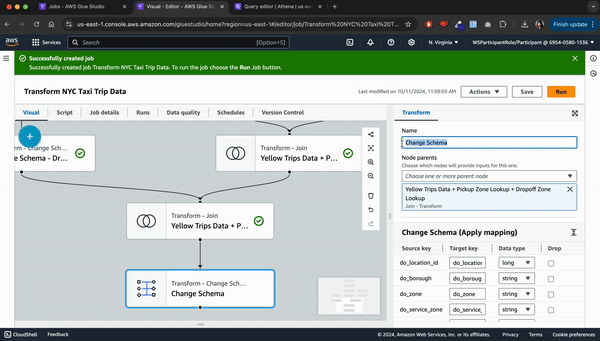 Jobs - AWS Glue Studio
Visual - Editor - AWS Glue Stu
Query editor | Athena | us-e
Finish update
us-east-1.console.aws.amazon.com/gluestudio/home?region=us-east-1#/editor/job/Transform%20NYC%20Taxi%20T...
aws
Services
Search
[Option+S]
N. Virginia
WSParticipantRole/Participant @ 6954-0580-1536
Successfully created job
Successfully created job Transform NYC Taxi Trip Data. To run the job choose the Run Job button.
Transform NYC Taxi Trip Data
Last modified on 10/11/2024, 11:09:03 AM
Actions
Save
Run
Visual
Script
Job details
Runs
Data quality
Schedules
Version Control
Transform
- Change Sch...
e Schema - Dr...
Transform - Join
Yellow Trips Data + P...
Transform - Join
Yellow Trips Data + P...
Transform - Change Sch...
Change Schema
Name
Change Schema
Node parents
Choose which nodes will provide inputs for this one.
Choose one or more parent node
Yellow Trips Data + Pickup Zone Lookup + Dropoff Zone
Lookup
Join - Transform
Change Schema (Apply mapping)
Source key
Target key
Data type
Drop
do_location_id
do_location
long
do_borough
do_boroug
string
do_zone
do_zone
string
do_service_zone
do_service_
string
CloudShell
Feedback
© 2024, Amazon Web Services, Inc. or its affiliates.
Privacy
Terms
Cookie preferences